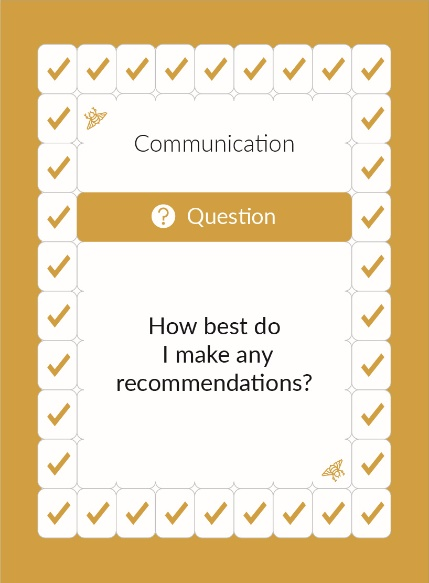 Communication
? Question
How best do
I make any
recommendations?